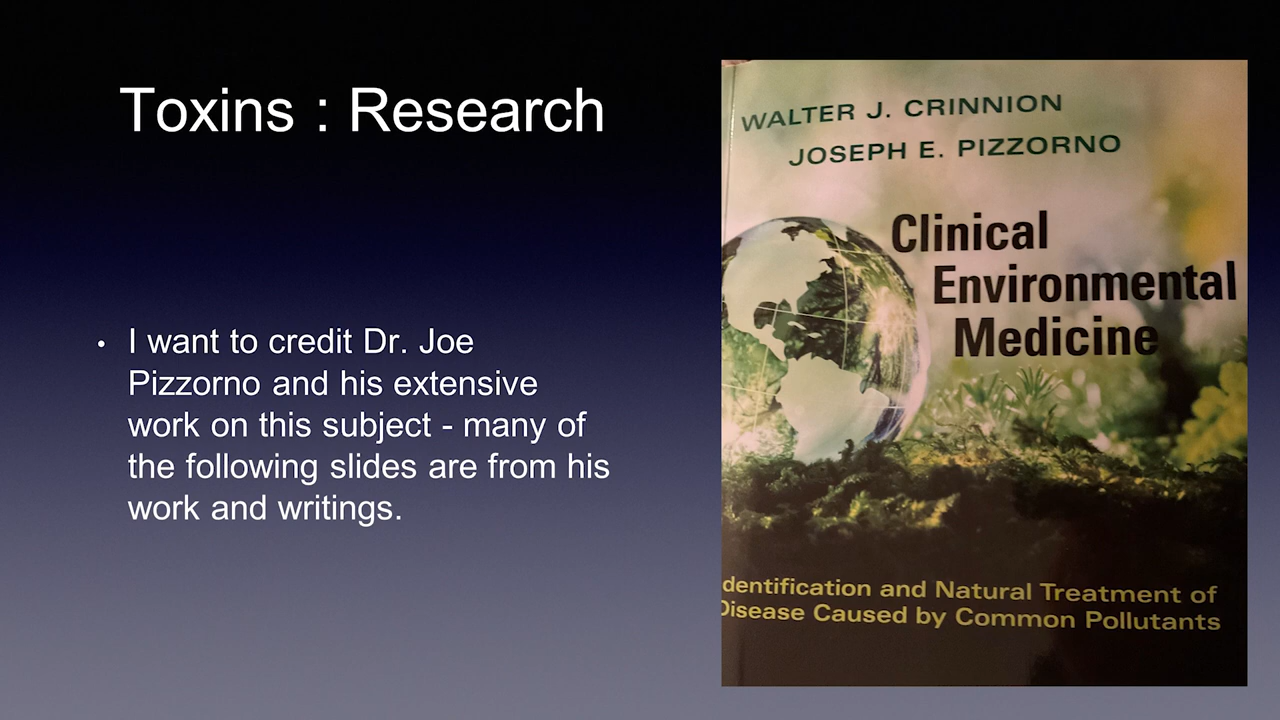 Toxins : Research
• I want to credit Dr. Joe
Pizzorno and his extensive
work on this subject - many of
the following slides are from his
work and writings.
WALTER J. CRINNION
JOSEPH E. PIZZORNO
Clinical
Environmental
Medicine
dentification and Natural Treatment of
Disease Caused by Common Pollutants